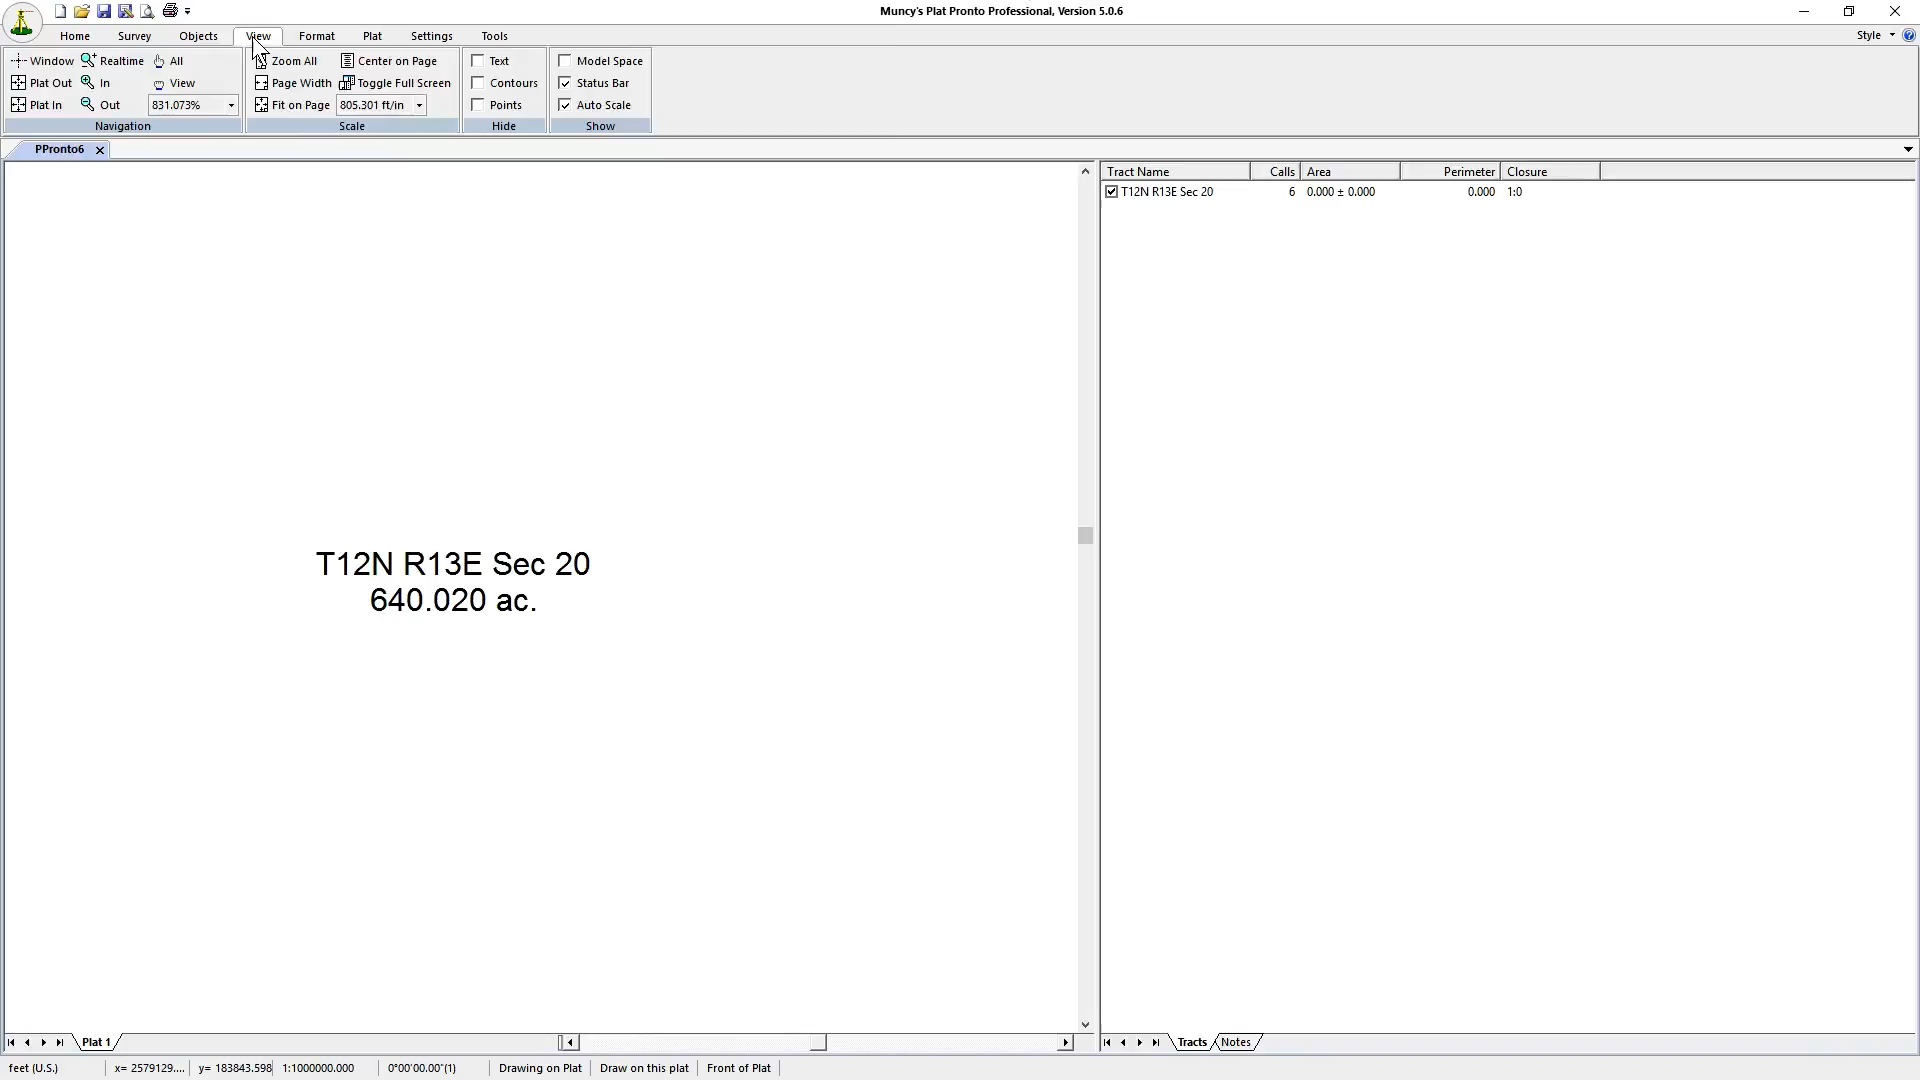 Muncy's Plat Pronto Professional, Version 5.0.6
Home Survey Objects View Format Plat Settings Tools Style
Window Realtime All Zoom All Center on Page Text Model Space
Plat Out In View Page Width Toggle Full Screen Contours Status Bar
Plat In Out 831.073% Fit on Page 805.301 ft/in Points Auto Scale
Navigation Scale Hide Show
PPronto6
Tract Name Calls Area Perimeter Closure
T12N R13E Sec 20 6 0.000 ± 0.000 0.000 1:0
T12N R13E Sec 20
640.020 ac.
Plat 1 Tracts Notes
feet (U.S.) x= 2579129.... y= 183843.598 1:1000000.000 0°00'00.00"(1) Drawing on Plat Draw on this plat Front of Plat